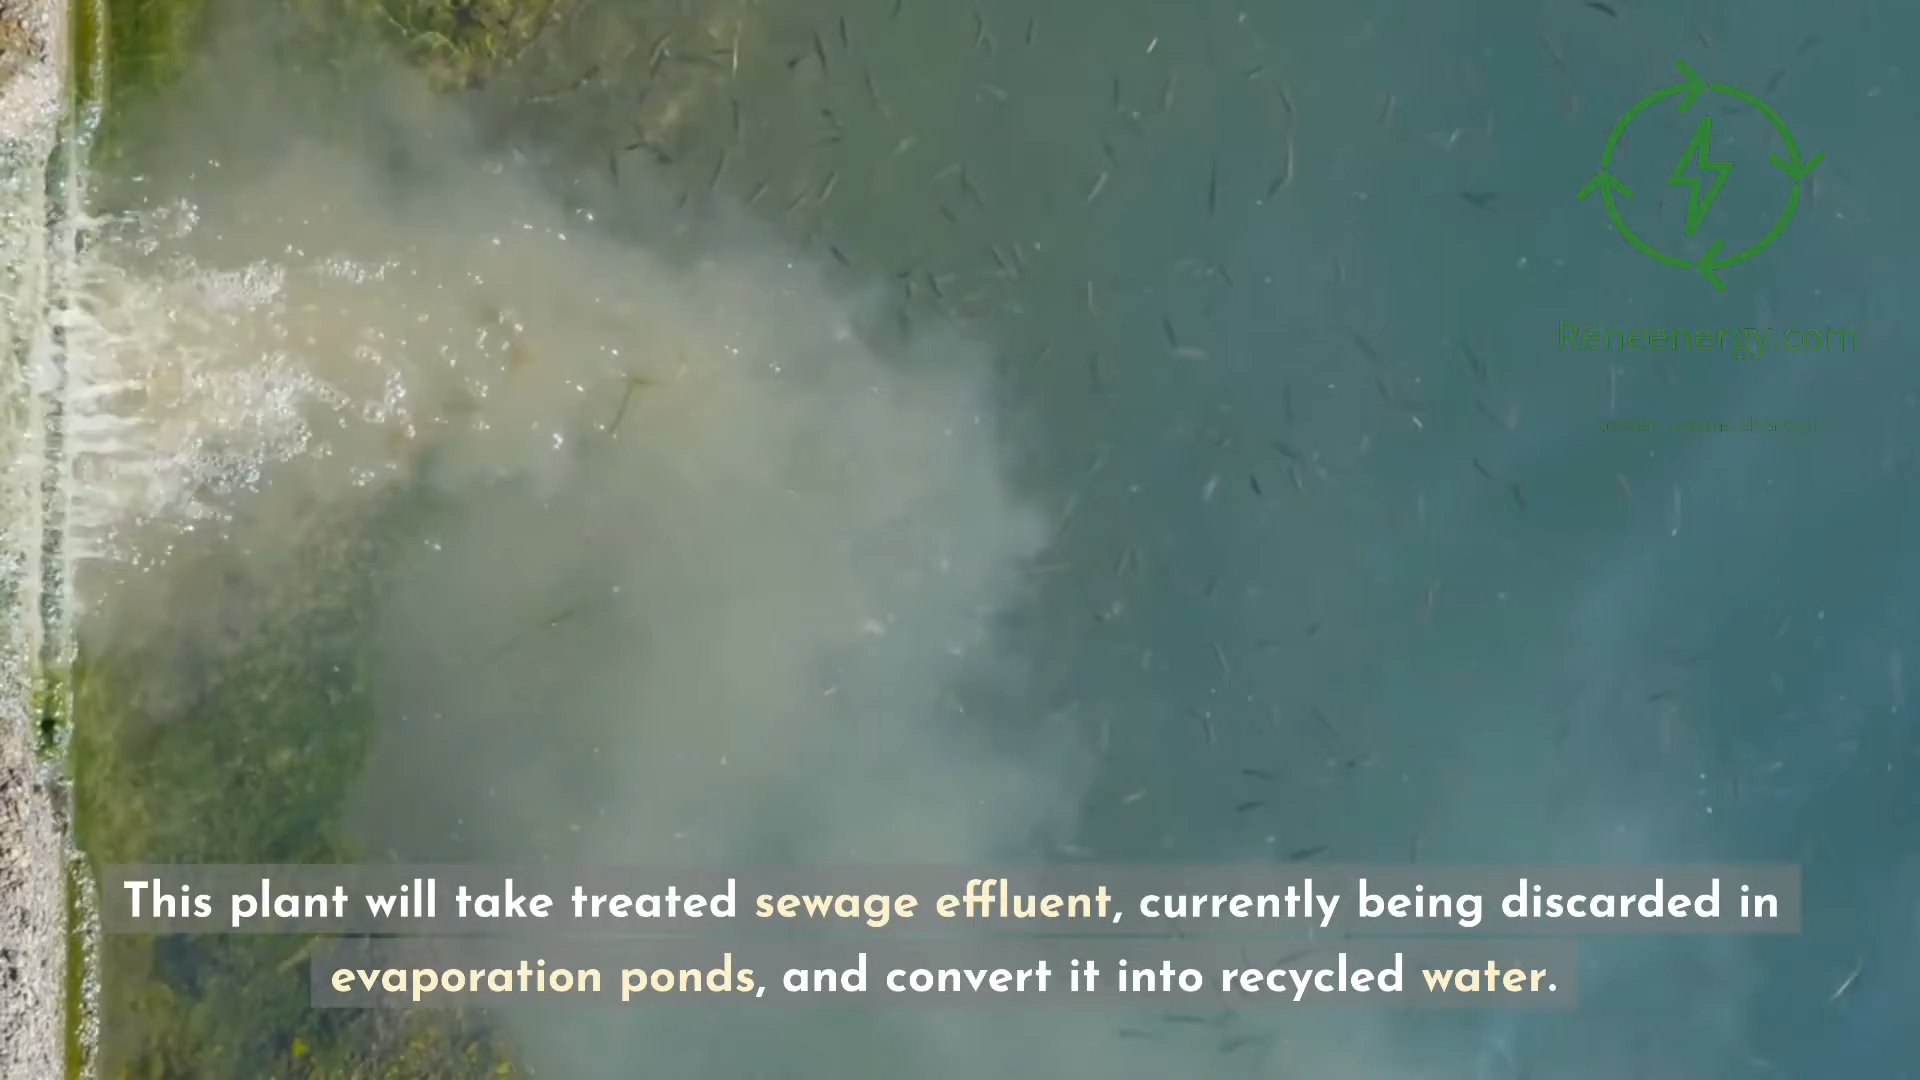 Reneenergy.com
This plant will take treated sewage effluent, currently being discarded in
evaporation ponds, and convert it into recycled water.